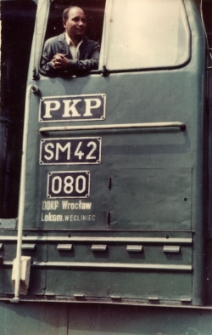 PKP
SM42
080
DOKP Wrocław
Lokom. WĘGLINIEC